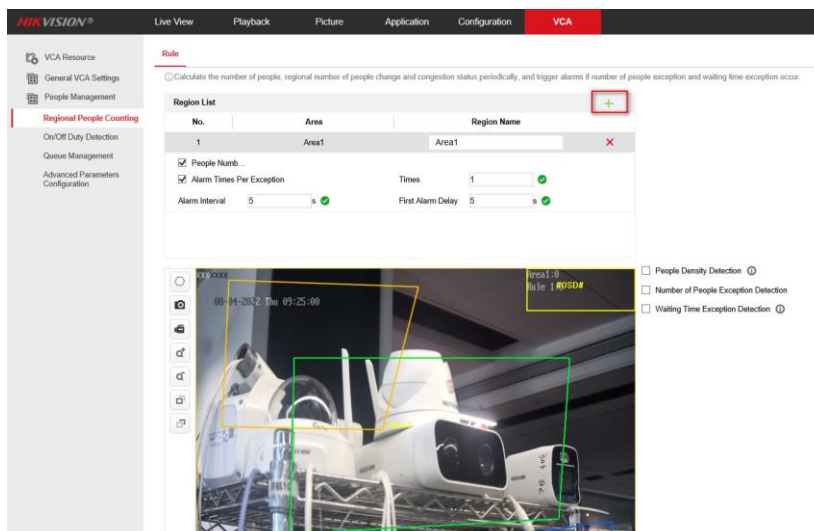 HIKVISION®
Live View Playback Picture Application Configuration VCA
VCA Resource
General VCA Settings
People Management
Regional People Counting
On/Off Duty Detection
Queue Management
Advanced Parameters
Configuration
Rule
Calculate the number of people, regional number of people change and congestion status periodically, and trigger alarms if number of people exception and waiting time exception occur.
Region List
No. Area Region Name
1 Area1 Area1
People Numb...
Alarm Times Per Exception Times 1
Alarm Interval 5 s First Alarm Delay 5 s
08-04-2022 Thu 09:25:00
Area1:0
Rule 1 #OSD#
People Density Detection
Number of People Exception Detection
Waiting Time Exception Detection